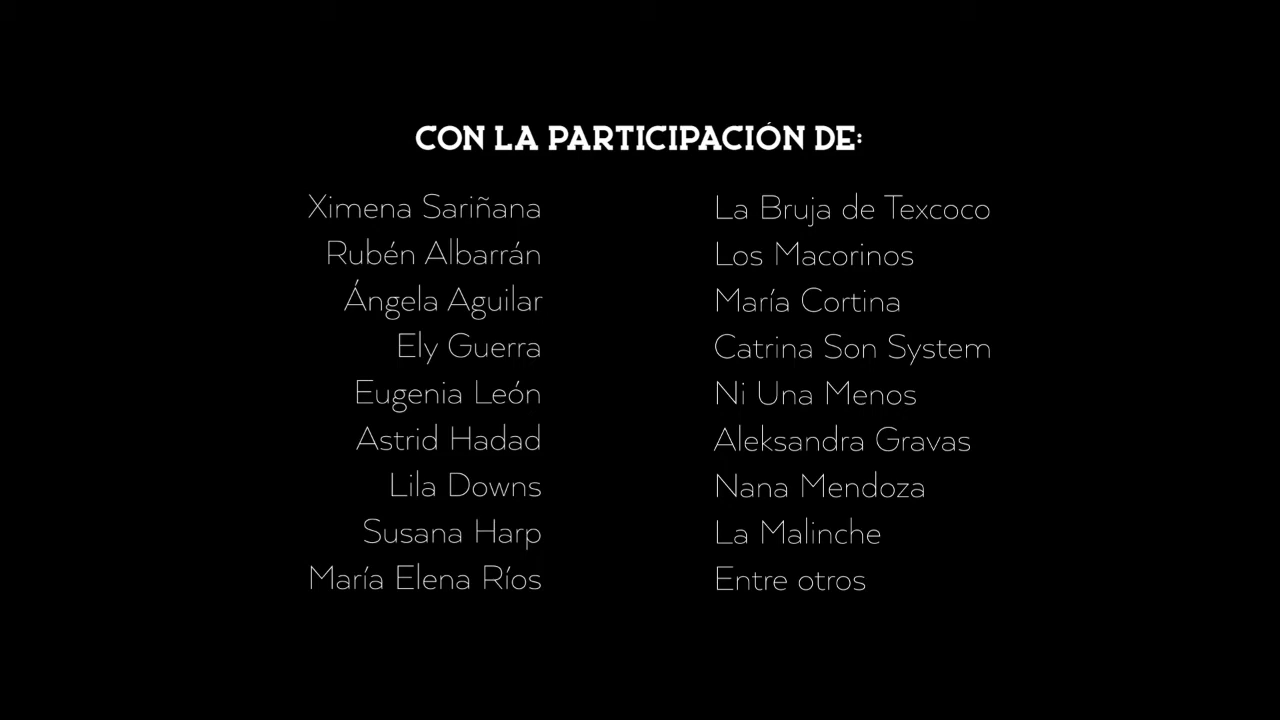 CON LA PARTICIPACIÓN DE:
Ximena Sariñana
Rubén Albarrán
Ángela Aguilar
Ely Guerra
Eugenia León
Astrid Hadad
Lila Downs
Susana Harp
María Elena Ríos
La Bruja de Texcoco
Los Macorinos
María Cortina
Catrina Son System
Ni Una Menos
Aleksandra Gravas
Nana Mendoza
La Malinche
Entre otros